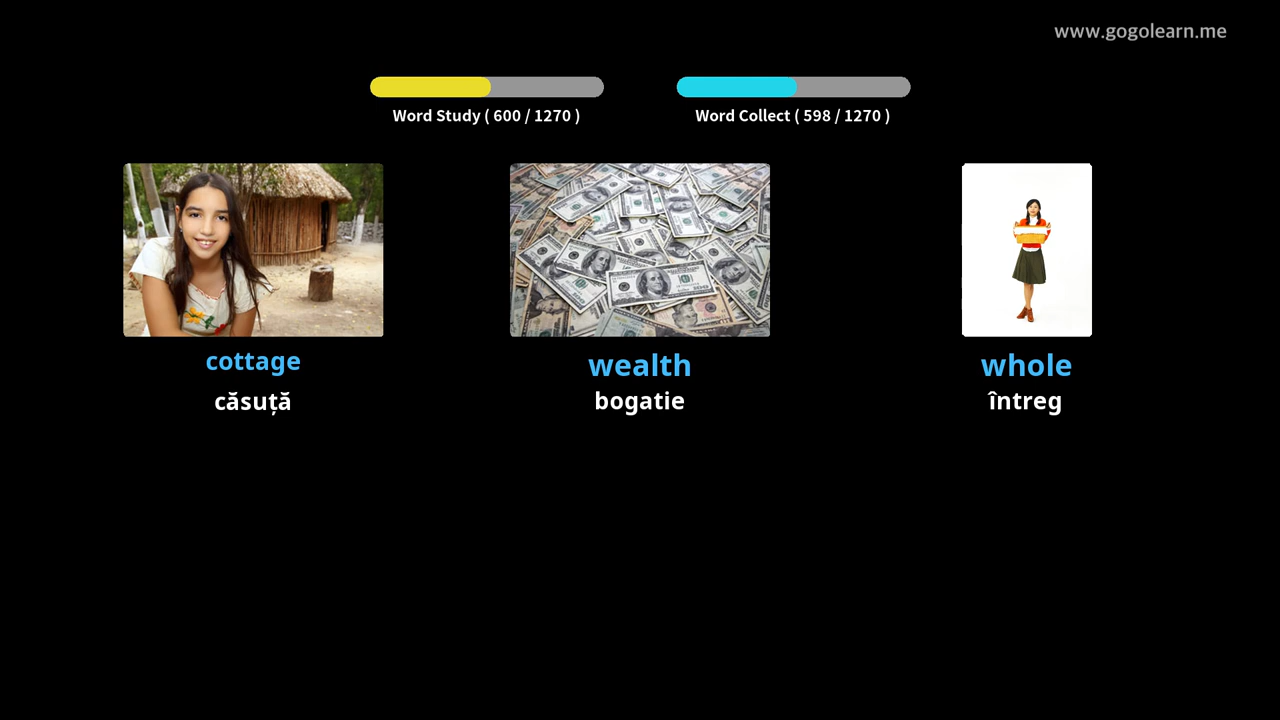 www.gogolearn.me
Word Study ( 600 / 1270 )
Word Collect ( 598 / 1270 )
cottage
căsuță
wealth
bogatie
whole
întreg